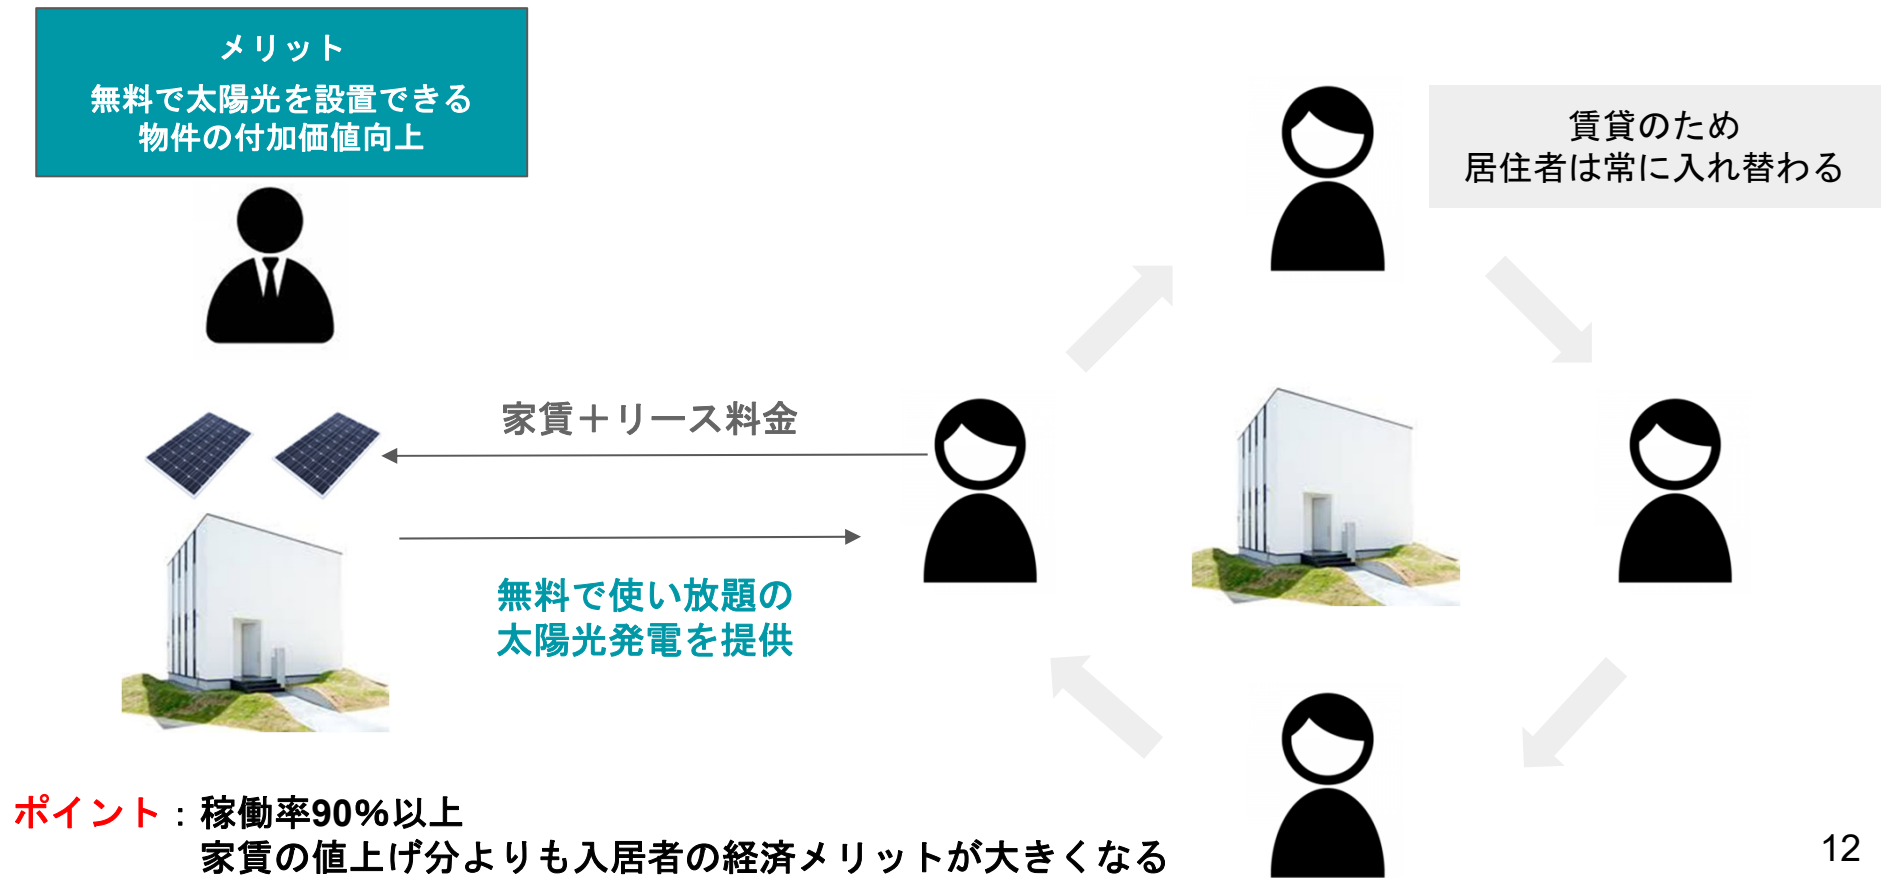 メリット
無料で太陽光を設置できる
物件の付加価値向上
賃貸のため
居住者は常に入れ替わる
家賃＋リース料金
無料で使い放題の
太陽光発電を提供
ポイント：稼働率90%以上
家賃の値上げ分よりも入居者の経済メリットが大きくなる
12